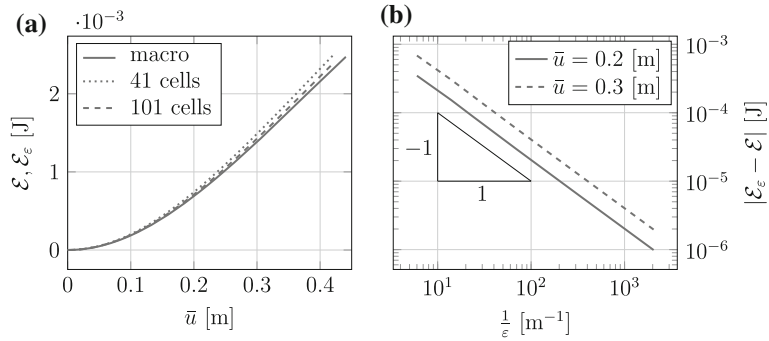 (a)
·10⁻³
macro
41 cells
101 cells
2
1
0
ℰ, ℰ_ε [J]
0 0.1 0.2 0.3 0.4
ū [m]
(b)
ū = 0.2 [m]
ū = 0.3 [m]
−1
1
10⁻³
10⁻⁴
10⁻⁵
10⁻⁶
|ℰ_ε − ℰ| [J]
10¹ 10² 10³
1/ε [m⁻¹]